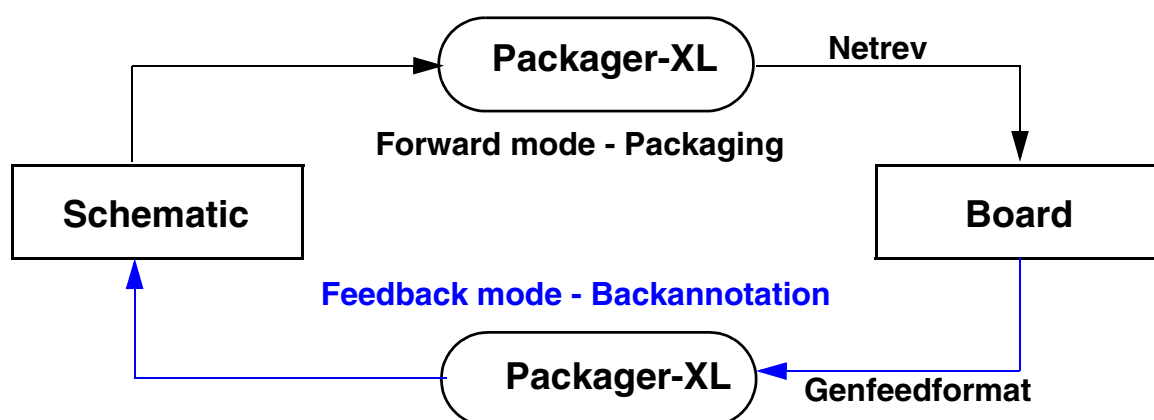 Packager-XL
Netrev
Forward mode - Packaging
Schematic
Board
Feedback mode - Backannotation
Packager-XL
Genfeedformat